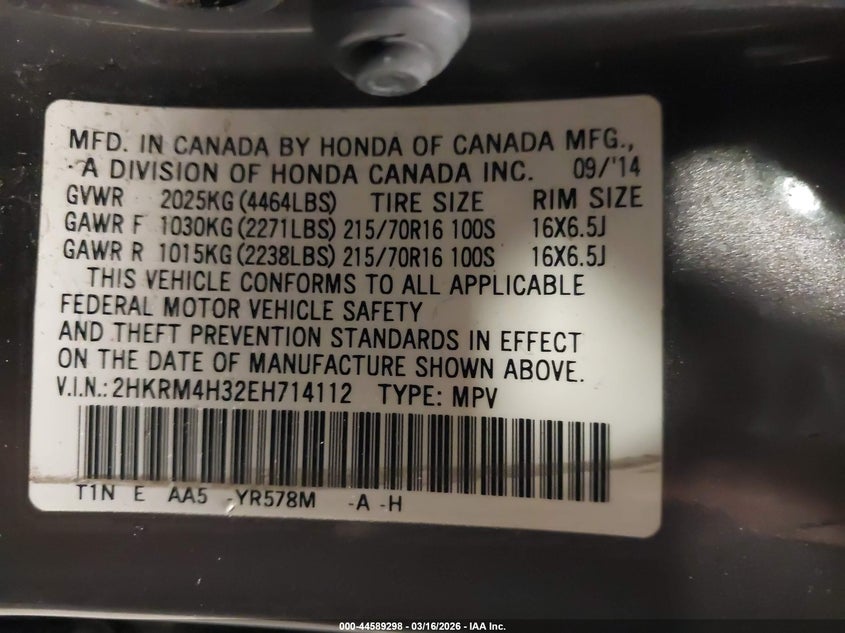 MFD. IN CANADA BY HONDA OF CANADA MFG.,
A DIVISION OF HONDA CANADA INC. 09/'14
GVWR 2025KG(4464LBS) TIRE SIZE RIM SIZE
GAWR F 1030KG(2271LBS) 215/70R16 100S 16X6.5J
GAWR R 1015KG(2238LBS) 215/70R16 100S 16X6.5J
THIS VEHICLE CONFORMS TO ALL APPLICABLE
FEDERAL MOTOR VEHICLE SAFETY
AND THEFT PREVENTION STANDARDS IN EFFECT
ON THE DATE OF MANUFACTURE SHOWN ABOVE.
V.I.N.: 2HKRM4H32EH714112 TYPE: MPV
T1N E AA5 -YR578M -A -H
000-44589298 - 03/16/2026 - IAA Inc.